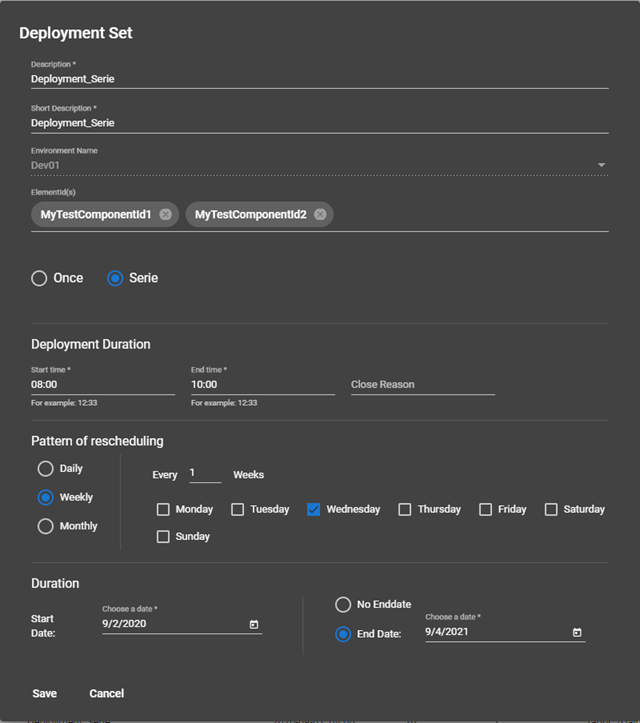 Deployment Set
Description *
Deployment_Serie
Short Description *
Deployment_Serie
Environment Name
Dev01
ElementId(s)
MyTestComponentId1 MyTestComponentId2
Once Serie
Deployment Duration
Start time * End time *
08:00 10:00 Close Reason
For example: 12:33 For example: 12:33
Pattern of rescheduling
Daily
Every 1 Weeks
Weekly
Monthly
Monday Tuesday Wednesday Thursday Friday Saturday
Sunday
Duration
Start Date:
Choose a date *
9/2/2020
No Enddate
End Date:
Choose a date *
9/4/2021
Save Cancel